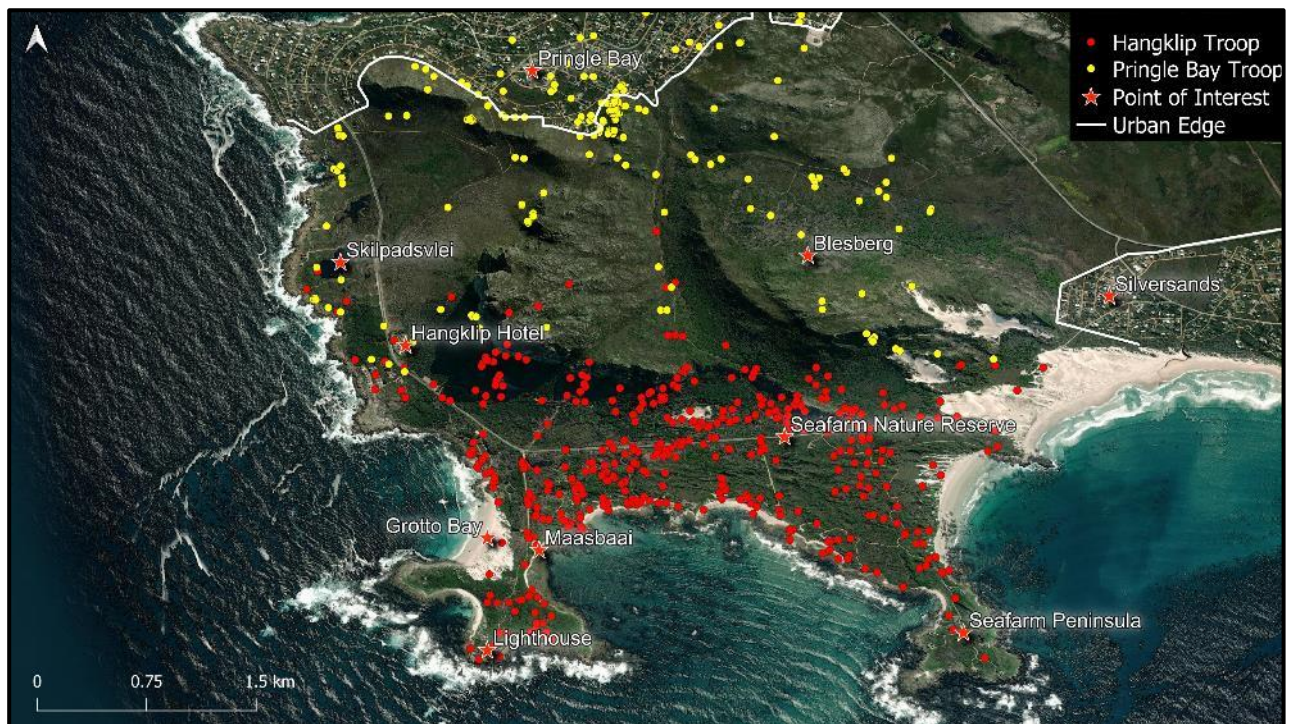 Hangklip Troop
Pringle Bay Troop
Point of Interest
Urban Edge
Pringle Bay
Skilpadsvlei
Blesberg
Silversands
Hangklip Hotel
Seafarm Nature Reserve
Grotto Bay
Maasbaai
Seafarm Peninsula
Lighthouse
0 0.75 1.5 km